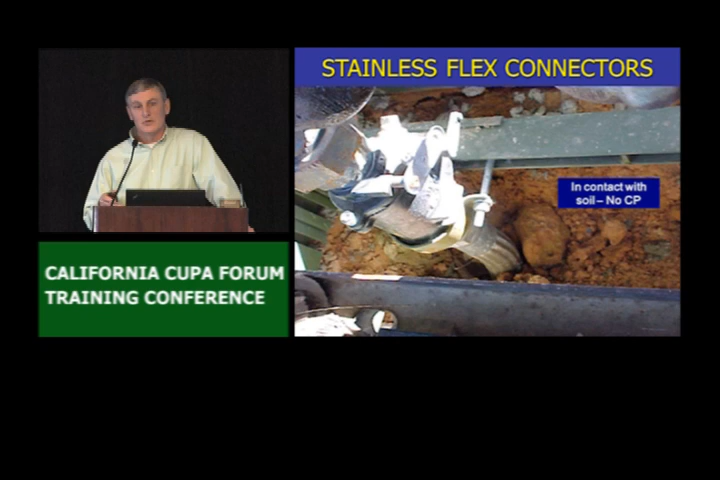 STAINLESS FLEX CONNECTORS
In contact with
soil – No CP
CALIFORNIA CUPA FORUM
TRAINING CONFERENCE